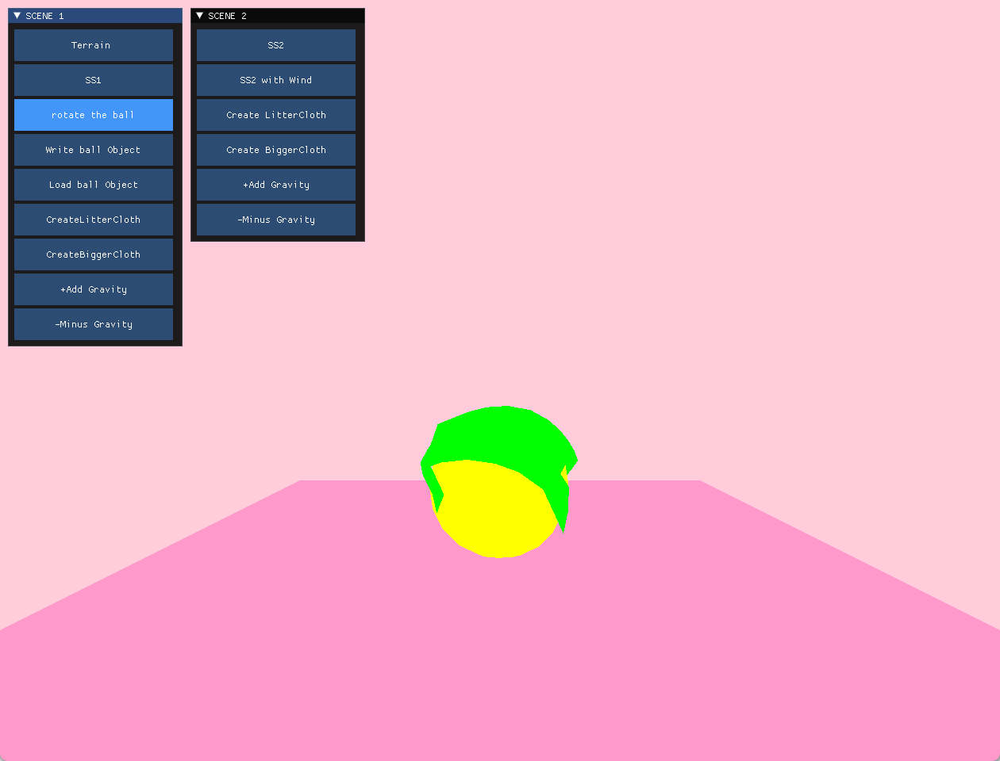 SCENE 1
Terrain
SS1
rotate the ball
Write ball Object
Load ball Object
CreateLitterCloth
CreateBiggerCloth
+Add Gravity
-Minus Gravity
SCENE 2
SS2
SS2 with Wind
Create LitterCloth
Create BiggerCloth
+Add Gravity
-Minus Gravity